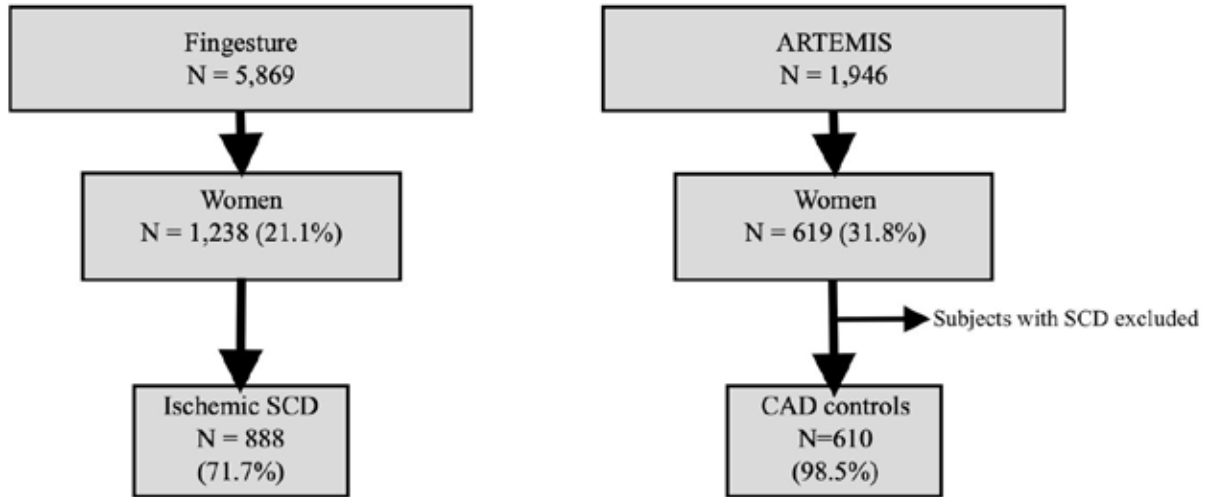 Fingesture
N = 5,869
Women
N = 1,238 (21.1%)
Ischemic SCD
N = 888
(71.7%)
ARTEMIS
N = 1,946
Women
N = 619 (31.8%)
Subjects with SCD excluded
CAD controls
N=610
(98.5%)